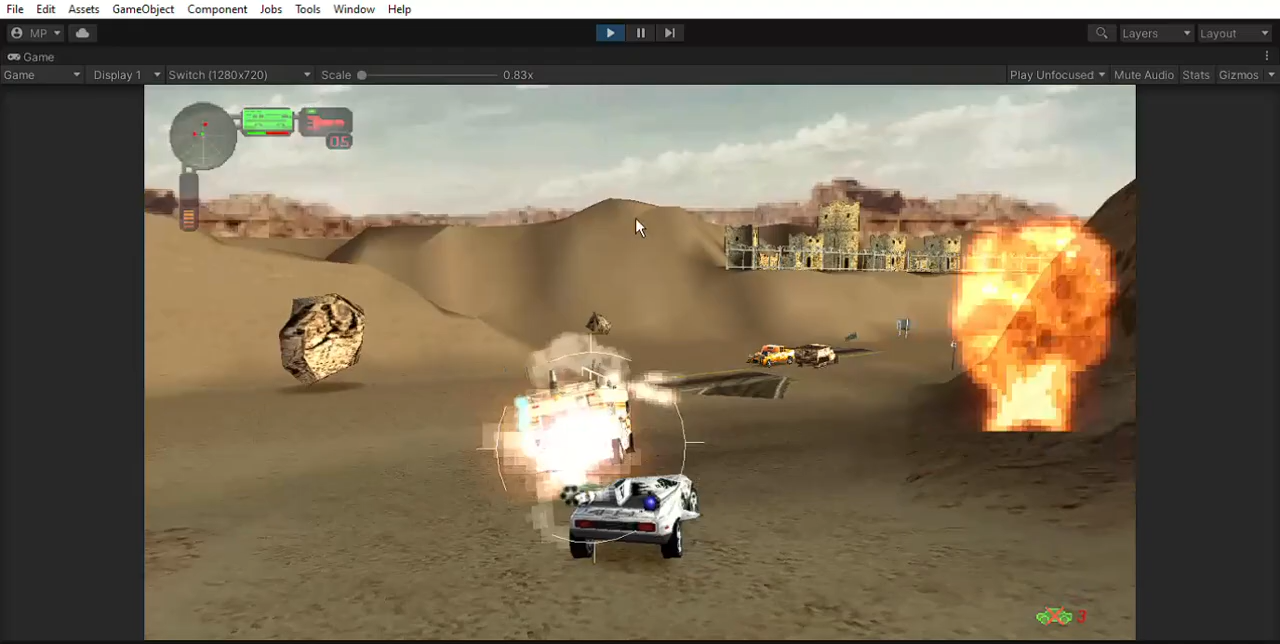 File Edit Assets GameObject Component Jobs Tools Window Help
MP Layers Layout
Game
Game Display 1 Switch (1280x720) Scale 0.83x Play Unfocused Mute Audio Stats Gizmos
05
3